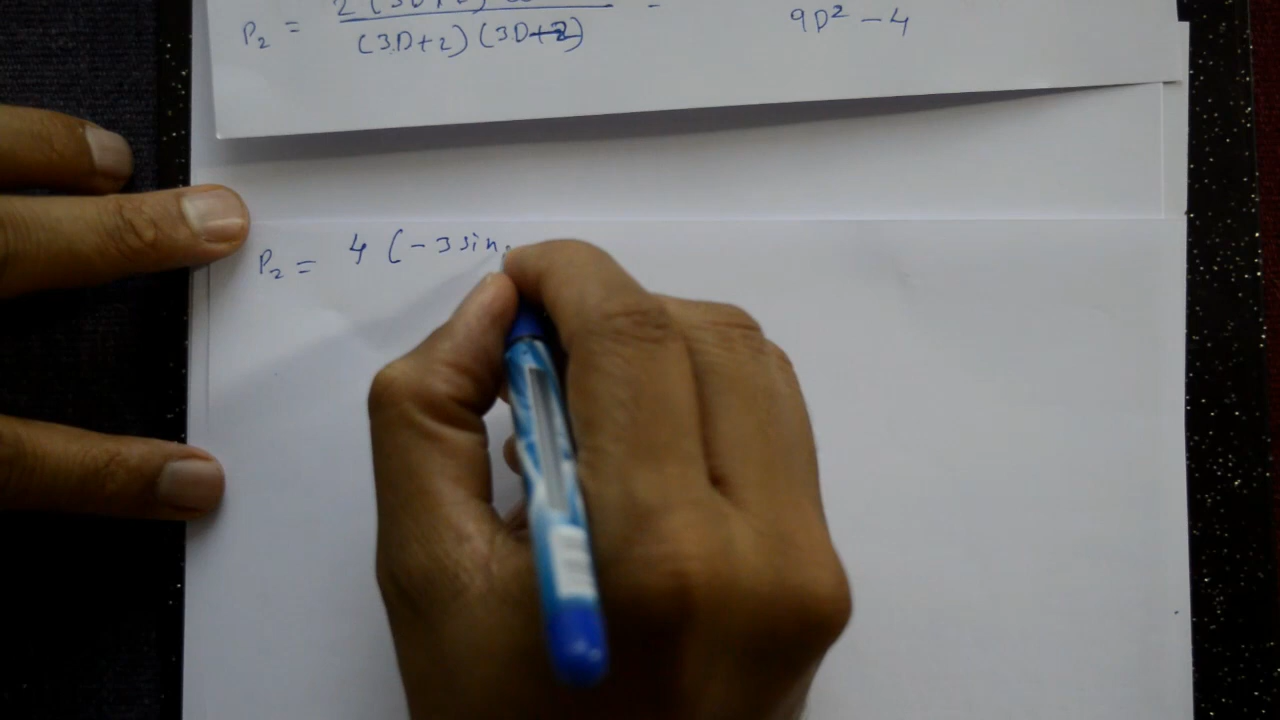 P2 = (3D+2)(3D+2) 9D² - 4
P2 = 4 (-3 sin